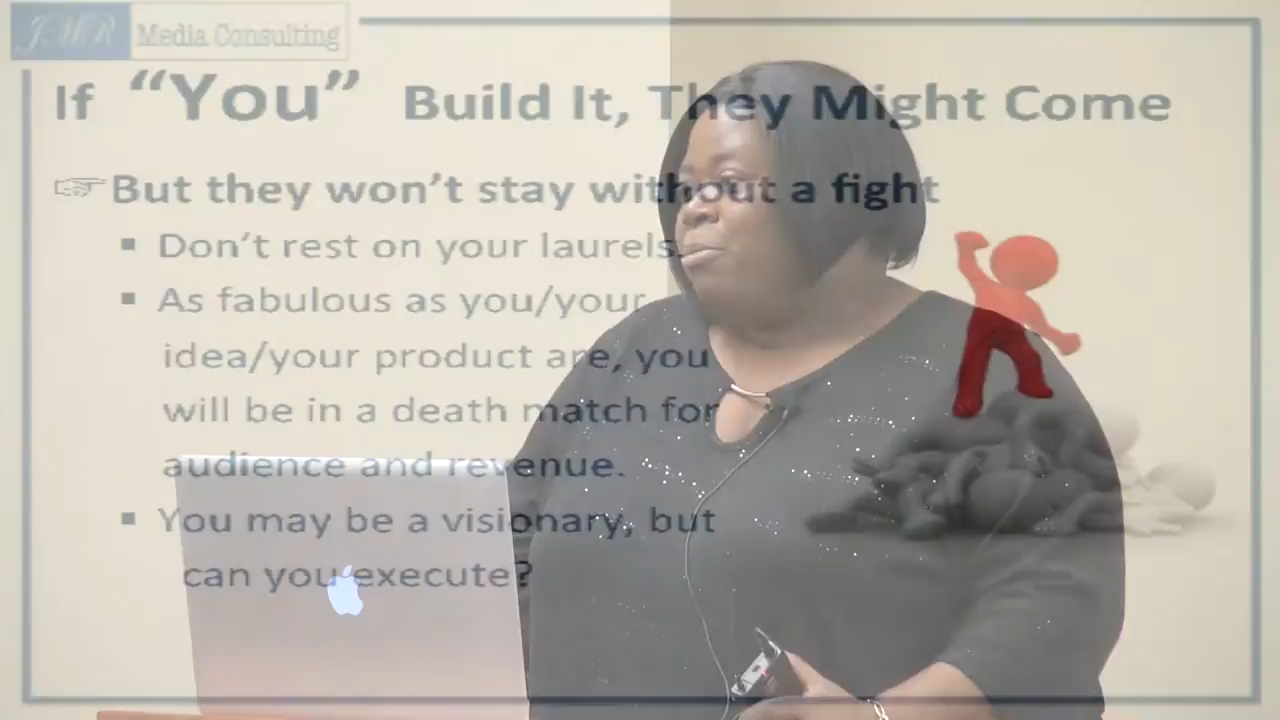 JMR Media Consulting
If “You” Build It, They Might Come
☞But they won’t stay without a fight
▪ Don’t rest on your laurels.
▪ As fabulous as you/your
idea/your product are, you
will be in a death match for
audience and revenue.
▪ You may be a visionary, but
can you execute?